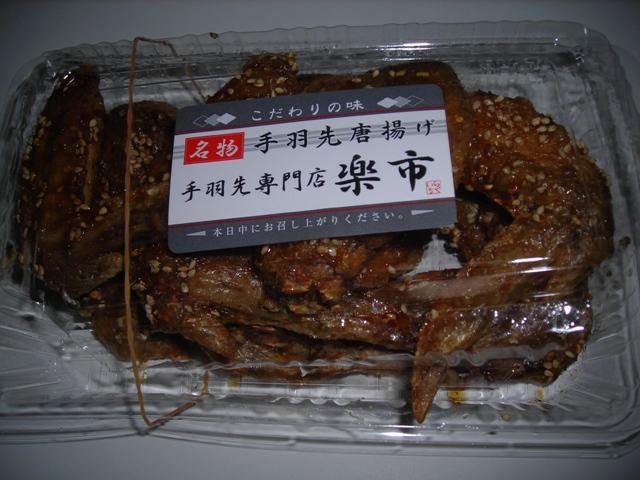 こだわりの味
名物 手羽先唐揚げ
手羽先専門店 楽市
本日中にお召し上がりください。